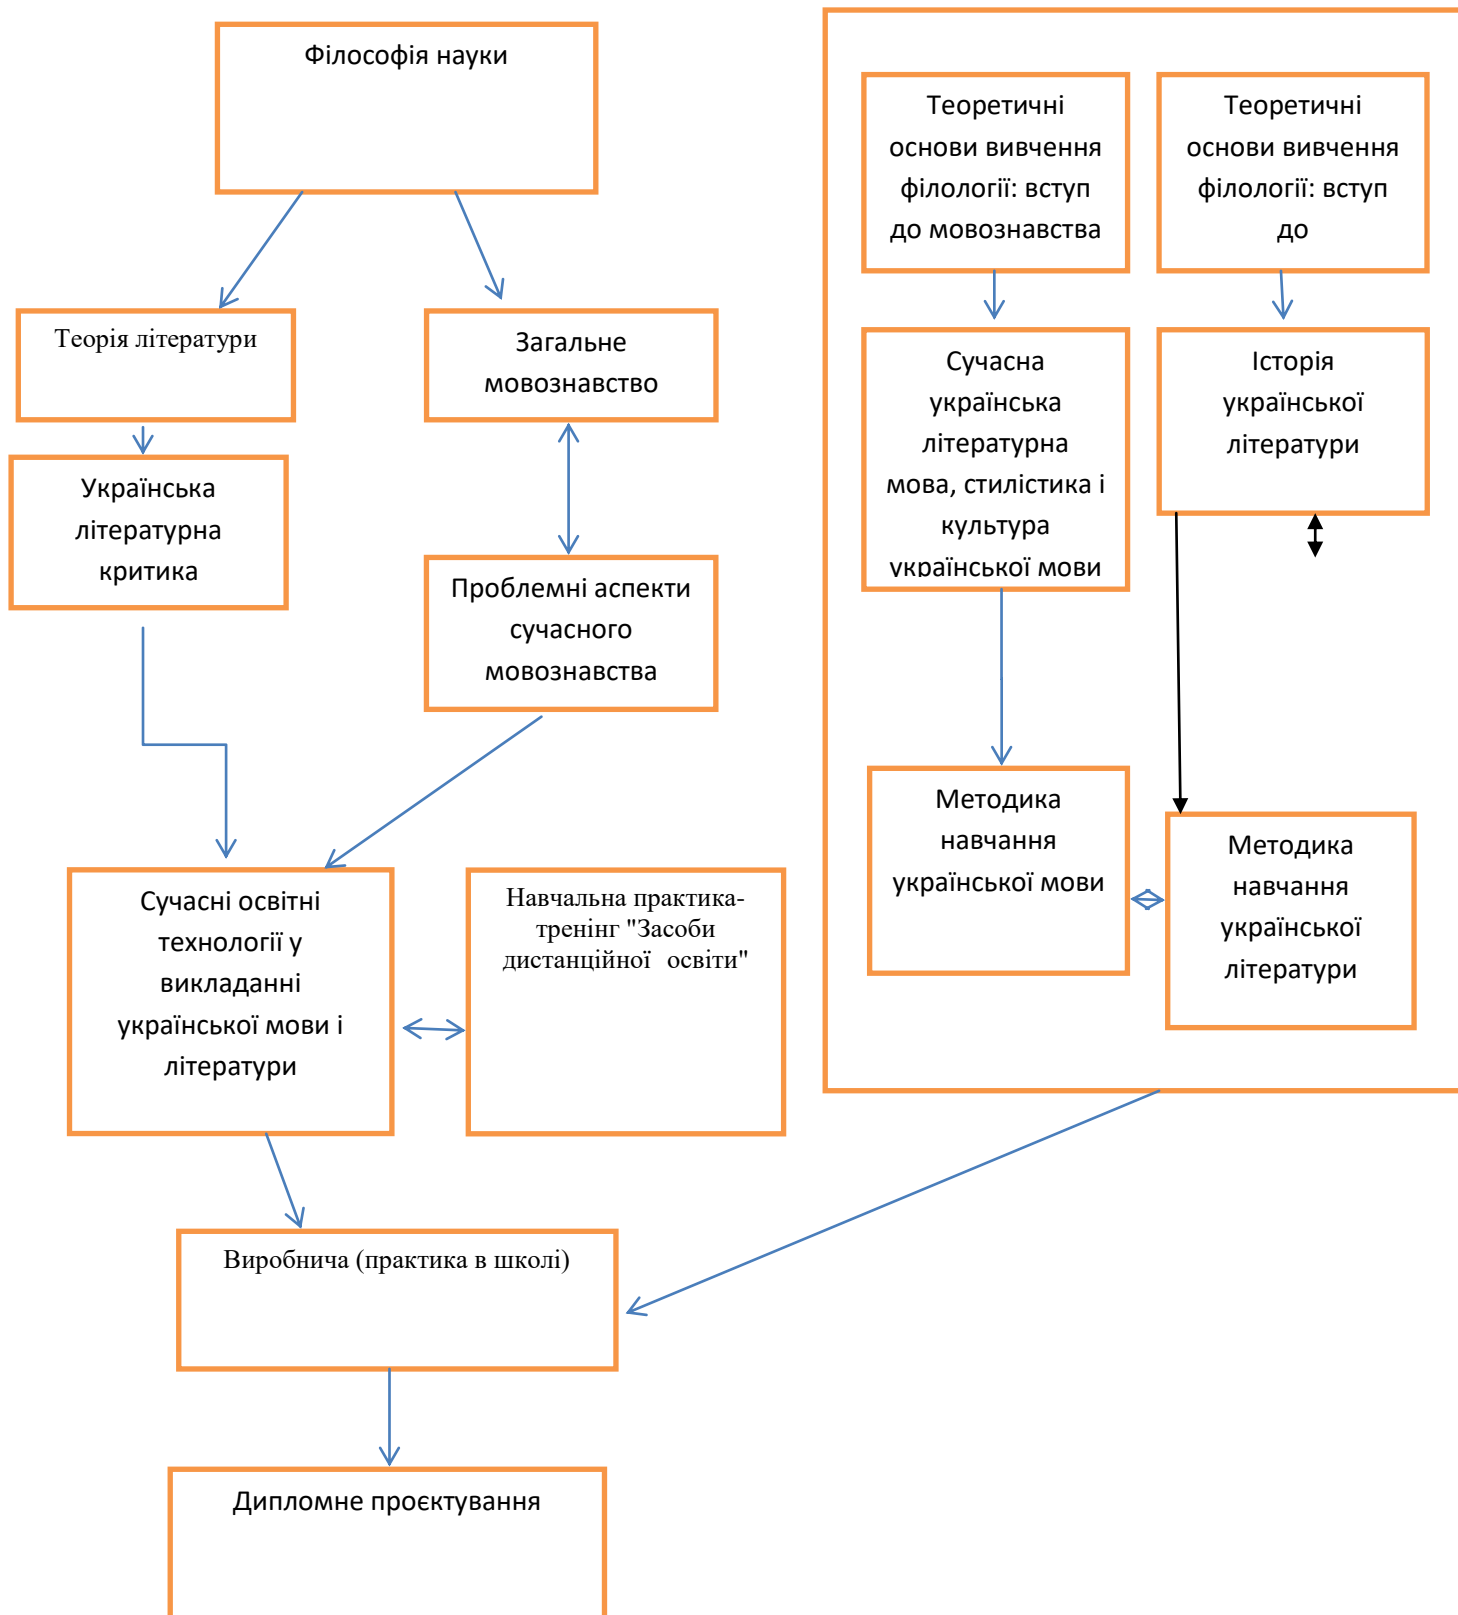 Філософія науки
Теоретичні
основи вивчення
філології: вступ
до мовознавства
Теоретичні
основи вивчення
філології: вступ
до
Теорія літератури
Загальне
мовознавство
Сучасна
українська
літературна
мова, стилістика і
культура
української мови
Історія
української
літератури
Українська
літературна
критика
Проблемні аспекти
сучасного
мовознавства
Методика
навчання
української мови
Методика
навчання
української
літератури
Сучасні освітні
технології у
викладанні
української мови і
літератури
Навчальна практика-
тренінг "Засоби
дистанційної освіти"
Виробнича (практика в школі)
Дипломне проєктування